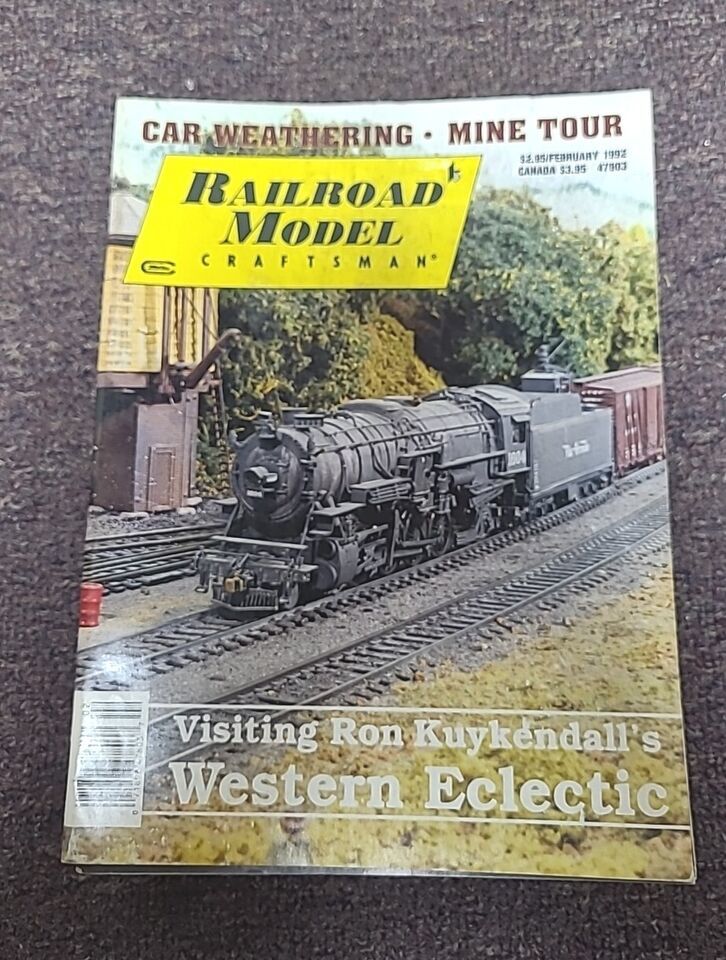 CAR WEATHERING • MINE TOUR
$2.95/FEBRUARY 1992
CANADA $3.95 47903
RAILROAD
MODEL
CRAFTSMAN®
1004
Visiting Ron Kuykendall's
Western Eclectic